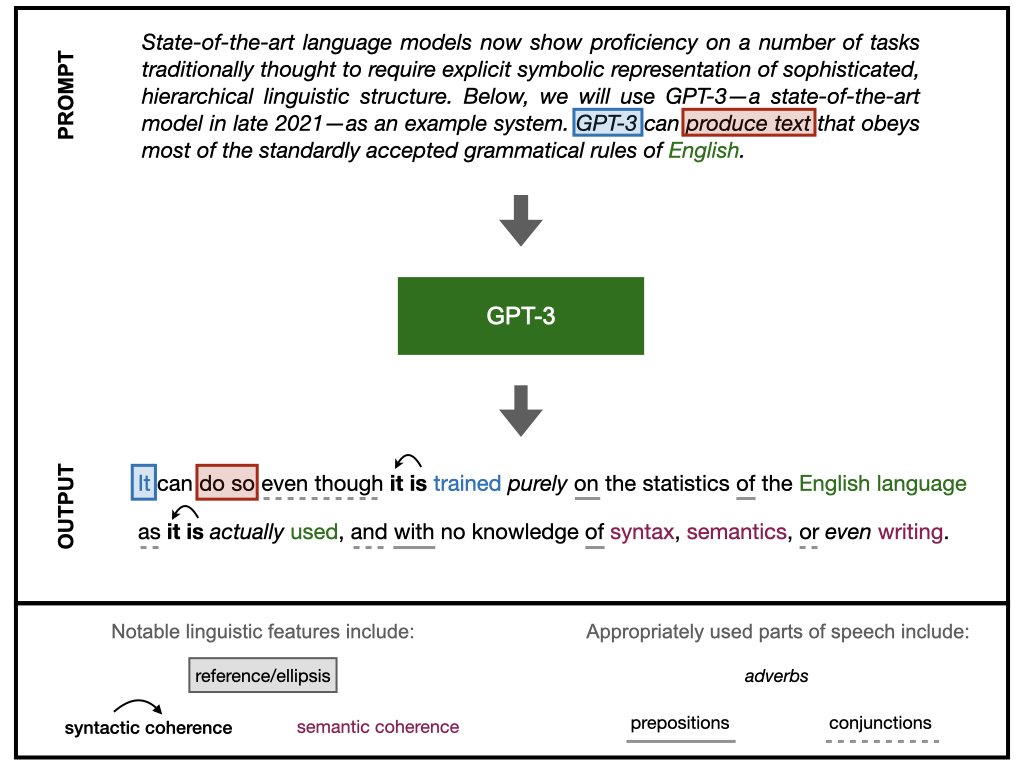 PROMPT
State-of-the-art language models now show proficiency on a number of tasks
traditionally thought to require explicit symbolic representation of sophisticated,
hierarchical linguistic structure. Below, we will use GPT-3—a state-of-the-art
model in late 2021—as an example system. GPT-3 can produce text that obeys
most of the standardly accepted grammatical rules of English.
GPT-3
OUTPUT
It can do so even though it is trained purely on the statistics of the English language
as it is actually used, and with no knowledge of syntax, semantics, or even writing.
Notable linguistic features include:
reference/ellipsis
syntactic coherence
semantic coherence
Appropriately used parts of speech include:
adverbs
prepositions
conjunctions